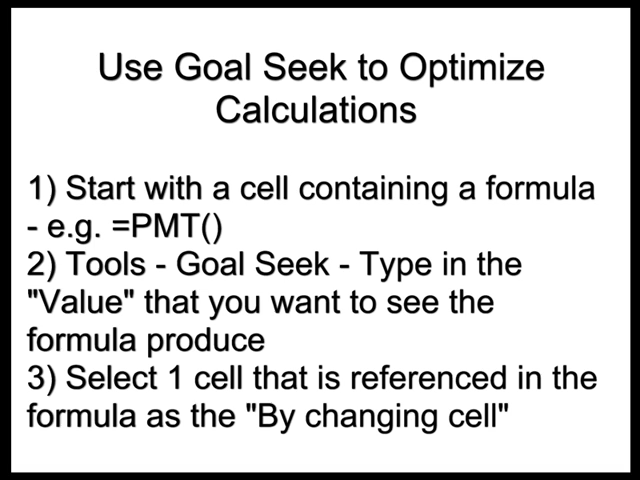 Use Goal Seek to Optimize
Calculations
1) Start with a cell containing a formula
- e.g. =PMT()
2) Tools - Goal Seek - Type in the
"Value" that you want to see the
formula produce
3) Select 1 cell that is referenced in the
formula as the "By changing cell"